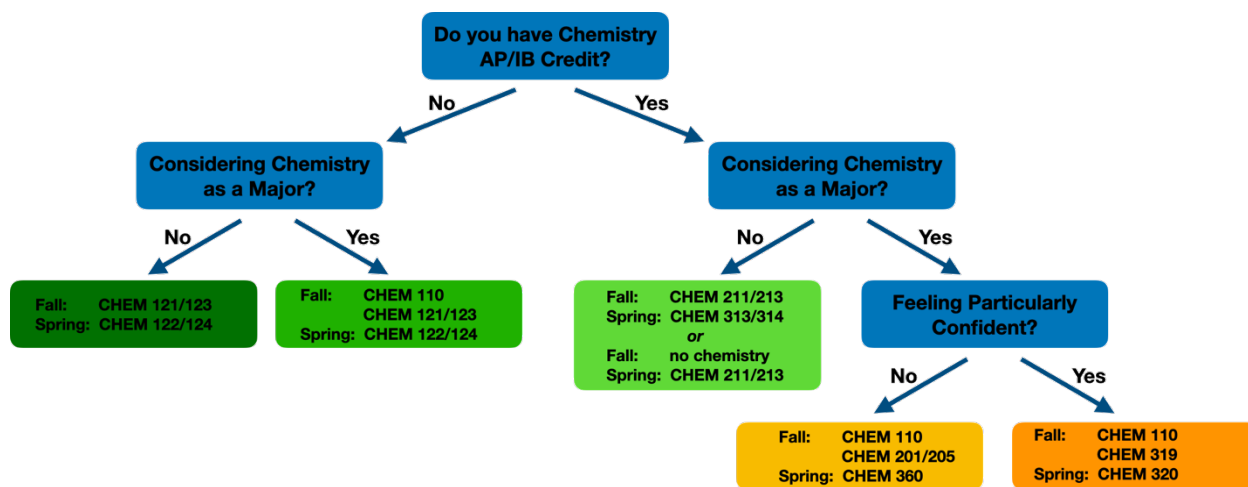 Do you have Chemistry
AP/IB Credit?
No
Yes
Considering Chemistry
as a Major?
Considering Chemistry
as a Major?
No
Yes
No
Yes
Fall: CHEM 121/123
Spring: CHEM 122/124
Fall: CHEM 110
CHEM 121/123
Spring: CHEM 122/124
Fall: CHEM 211/213
Spring: CHEM 313/314
or
Fall: no chemistry
Spring: CHEM 211/213
Feeling Particularly
Confident?
No
Yes
Fall: CHEM 110
CHEM 201/205
Spring: CHEM 360
Fall: CHEM 110
CHEM 319
Spring: CHEM 320